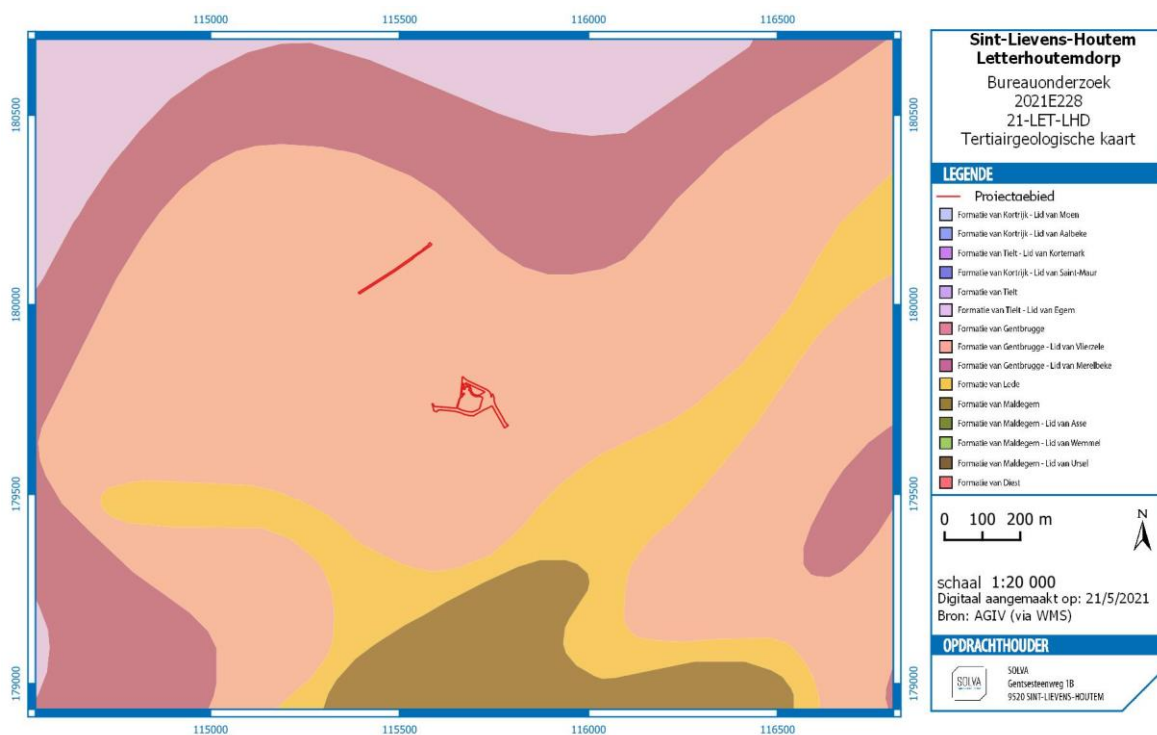 115000 115500 116000 116500
180500 180500
180000 180000
179500 179500
179000 179000
115000 115500 116000 116500
Sint-Lievens-Houtem
Letterhoutemdorp
Bureauonderzoek
2021E228
21-LET-LHD
Tertiairgeologische kaart
LEGENDE
Projectgebied
Formatie van Kortrijk - Lid van Moen
Formatie van Kortrijk - Lid van Aalbeke
Formatie van Tielt - Lid van Kortemark
Formatie van Kortrijk - Lid van Saint-Maur
Formatie van Tielt
Formatie van Tielt - Lid van Egem
Formatie van Gentbrugge
Formatie van Gentbrugge - Lid van Vlierzele
Formatie van Gentbrugge - Lid van Merelbeke
Formatie van Lede
Formatie van Maldegem
Formatie van Maldegem - Lid van Asse
Formatie van Maldegem - Lid van Wemmel
Formatie van Maldegem - Lid van Ursel
Formatie van Diest
0 100 200 m
N
schaal 1:20 000
Digitaal aangemaakt op: 21/5/2021
Bron: AGIV (via WMS)
OPDRACHTHOUDER
SOLVA
SOLVA
Gentsesteenweg 1B
9520 SINT-LIEVENS-HOUTEM